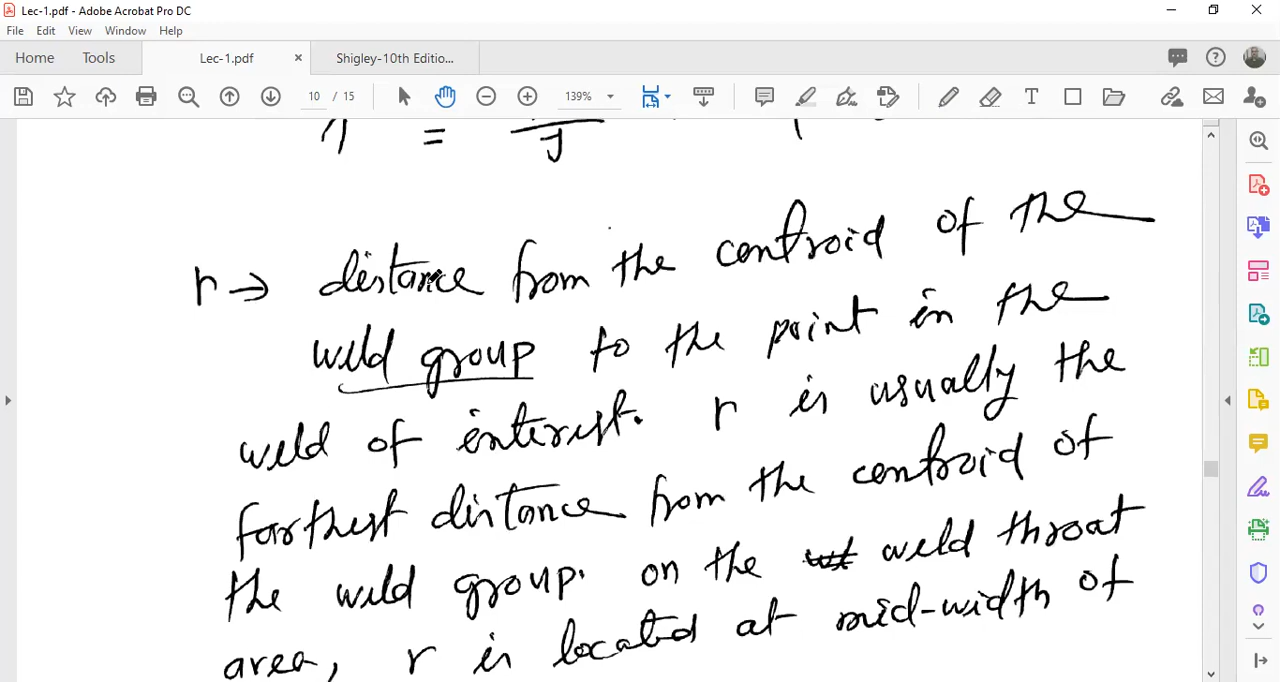 Lec-1.pdf - Adobe Acrobat Pro DC
File Edit View Window Help
Home Tools Lec-1.pdf × Shigley-10th Editio...
10 / 15 139%
= J
r → distance from the centroid of the
weld group to the point in the
weld of interest. r is usually the
farthest distance from the centroid of
the weld group. on the weld throat
area, r is located at mid-width of